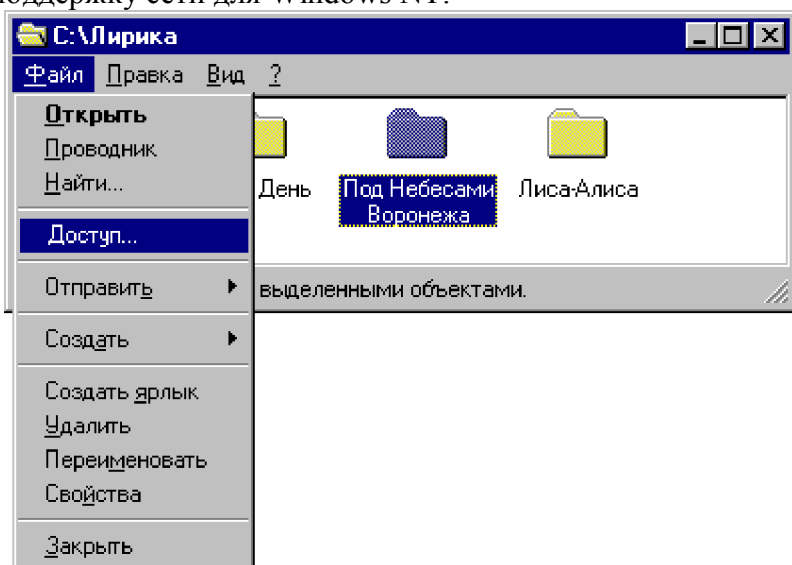 поддержку сети для Windows NT.
C:\Лирика
Файл Правка Вид ?
Открыть
Проводник
Найти...
Доступ...
Отправить
Создать
Создать ярлык
Удалить
Переименовать
Свойства
Закрыть
День
Под Небесами
Воронежа
Лиса-Алиса
выделенными объектами.